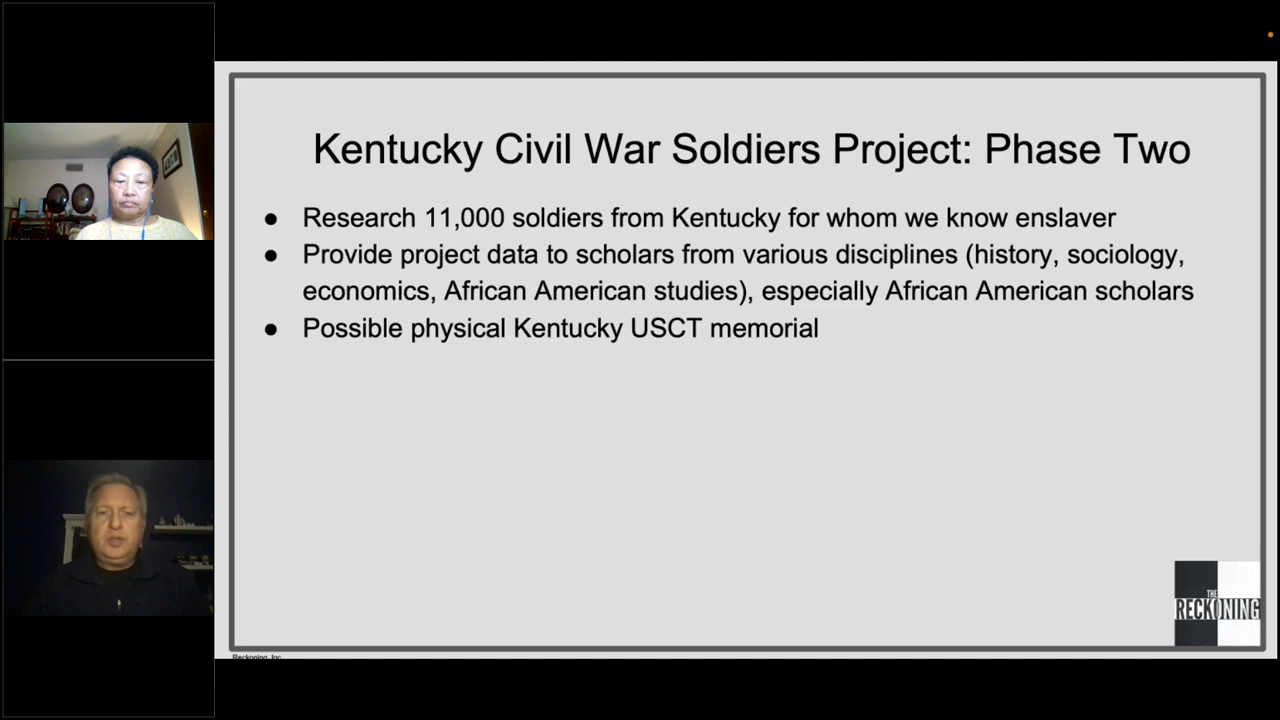 Kentucky Civil War Soldiers Project: Phase Two
● Research 11,000 soldiers from Kentucky for whom we know enslaver
● Provide project data to scholars from various disciplines (history, sociology,
economics, African American studies), especially African American scholars
● Possible physical Kentucky USCT memorial
THE
RECKONING
Reckoning, Inc.